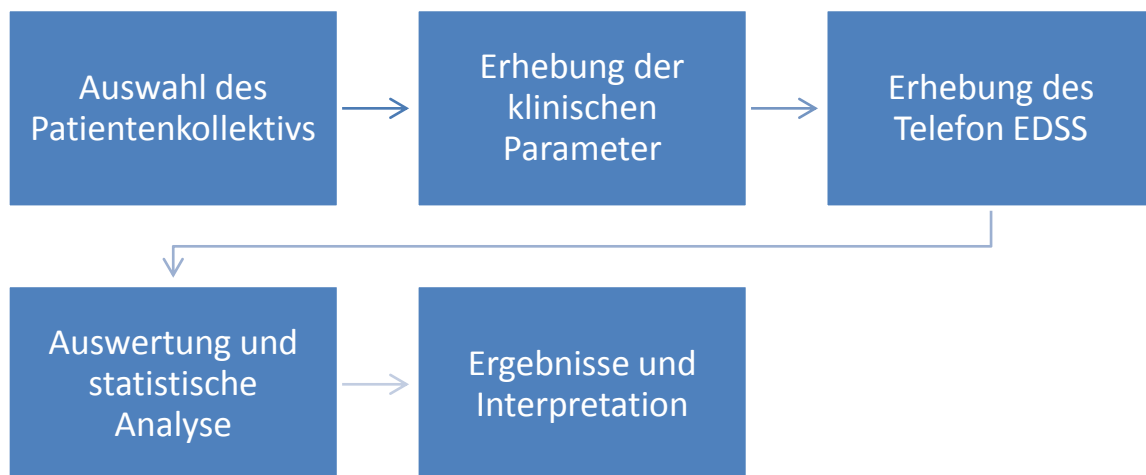 Auswahl des
Patientenkollektivs
Erhebung der
klinischen
Parameter
Erhebung des
Telefon EDSS
Auswertung und
statistische
Analyse
Ergebnisse und
Interpretation